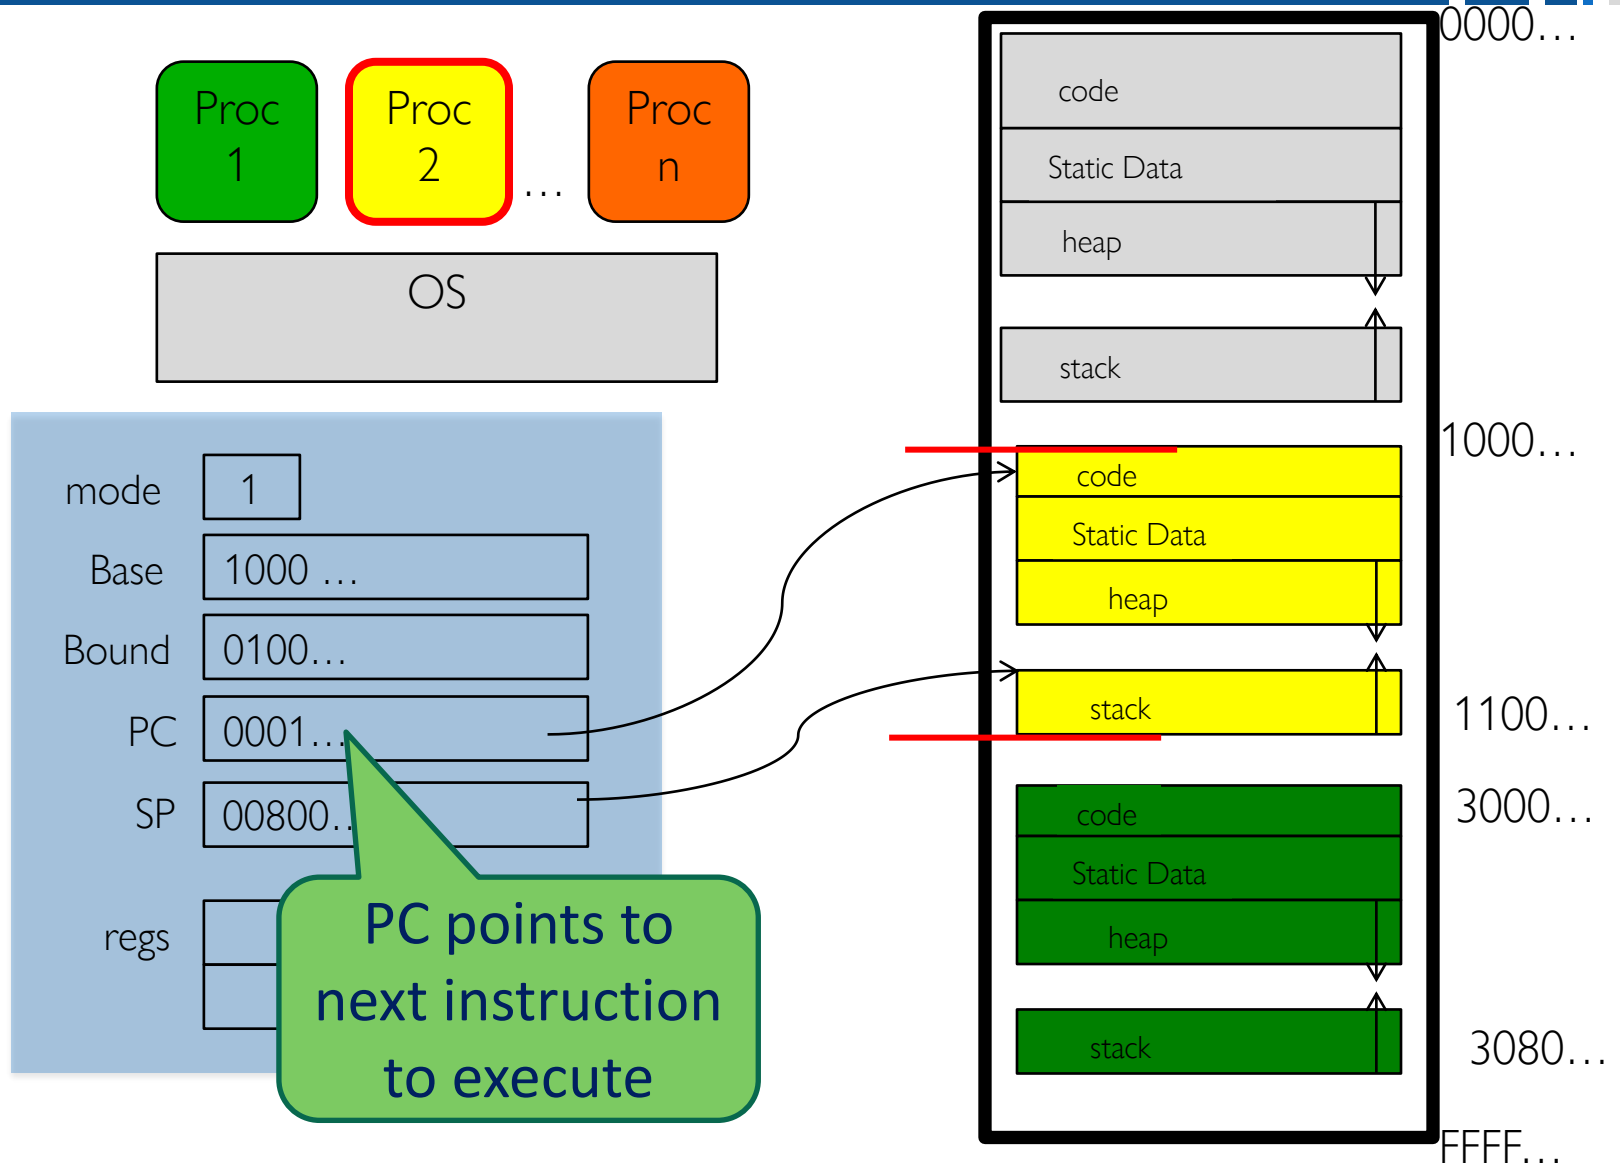 Proc
1
Proc
2
…
Proc
n
OS
mode
1
Base
1000 …
Bound
0100…
PC
0001…
SP
00800…
regs
PC points to
next instruction
to execute
0000…
code
Static Data
heap
stack
1000…
code
Static Data
heap
stack
1100…
3000…
code
Static Data
heap
stack
3080…
FFFF…